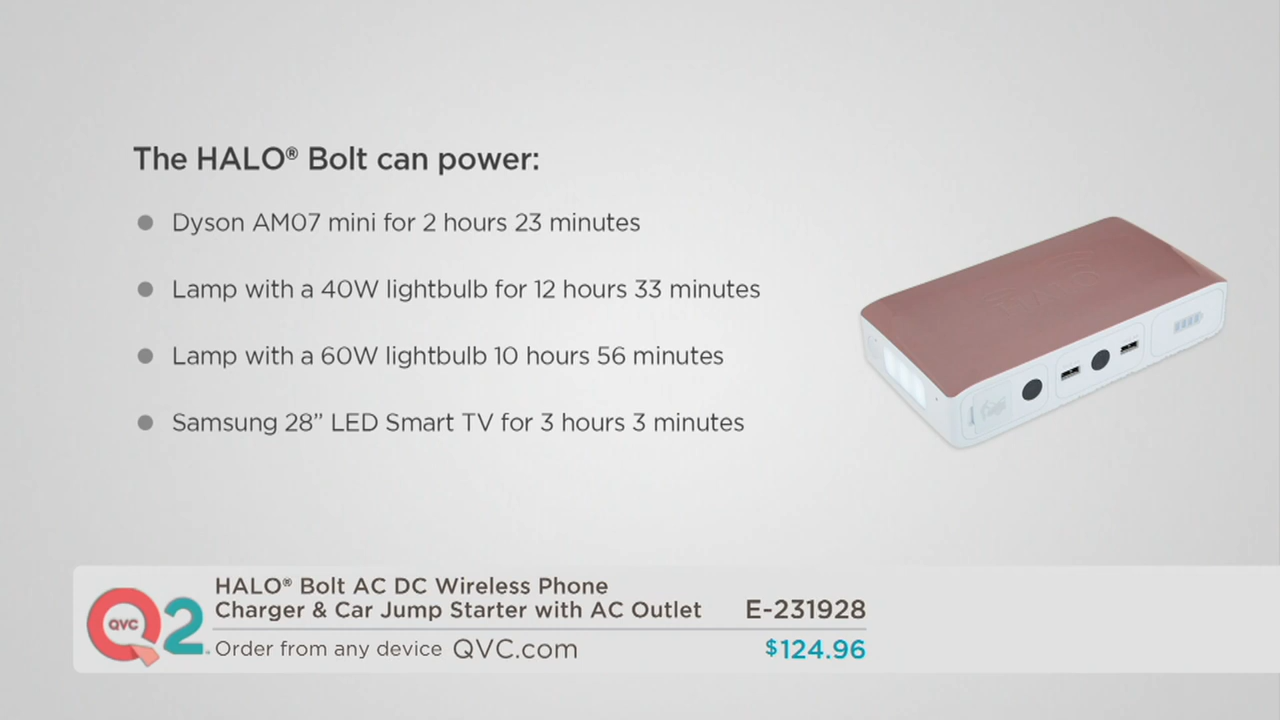 The HALO® Bolt can power:
Dyson AM07 mini for 2 hours 23 minutes
Lamp with a 40W lightbulb for 12 hours 33 minutes
Lamp with a 60W lightbulb 10 hours 56 minutes
Samsung 28” LED Smart TV for 3 hours 3 minutes
QVC 2
HALO® Bolt AC DC Wireless Phone
Charger & Car Jump Starter with AC Outlet E-231928
Order from any device QVC.com $124.96